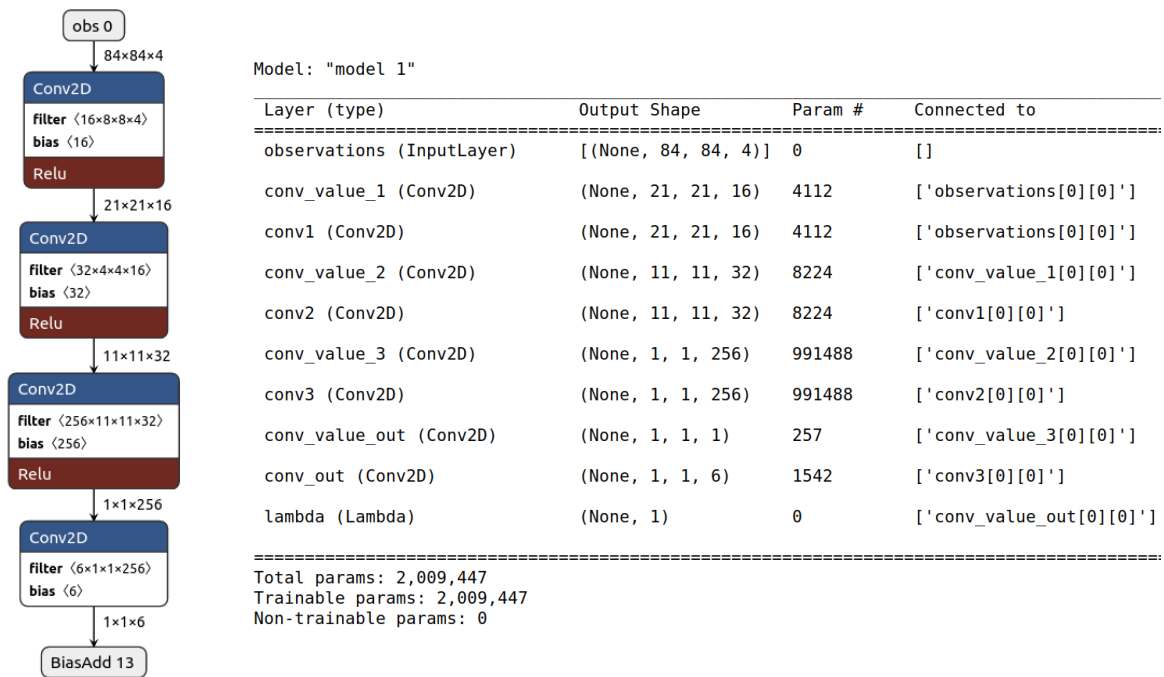 obs 0
84×84×4
Conv2D
filter ⟨16×8×8×4⟩
bias ⟨16⟩
Relu
21×21×16
Conv2D
filter ⟨32×4×4×16⟩
bias ⟨32⟩
Relu
11×11×32
Conv2D
filter ⟨256×11×11×32⟩
bias ⟨256⟩
Relu
1×1×256
Conv2D
filter ⟨6×1×1×256⟩
bias ⟨6⟩
1×1×6
BiasAdd 13
Model: "model 1"
Layer (type) Output Shape Param # Connected to
observations (InputLayer) [(None, 84, 84, 4)] 0 []
conv_value_1 (Conv2D) (None, 21, 21, 16) 4112 ['observations[0][0]']
conv1 (Conv2D) (None, 21, 21, 16) 4112 ['observations[0][0]']
conv_value_2 (Conv2D) (None, 11, 11, 32) 8224 ['conv_value_1[0][0]']
conv2 (Conv2D) (None, 11, 11, 32) 8224 ['conv1[0][0]']
conv_value_3 (Conv2D) (None, 1, 1, 256) 991488 ['conv_value_2[0][0]']
conv3 (Conv2D) (None, 1, 1, 256) 991488 ['conv2[0][0]']
conv_value_out (Conv2D) (None, 1, 1, 1) 257 ['conv_value_3[0][0]']
conv_out (Conv2D) (None, 1, 1, 6) 1542 ['conv3[0][0]']
lambda (Lambda) (None, 1) 0 ['conv_value_out[0][0]']
Total params: 2,009,447
Trainable params: 2,009,447
Non-trainable params: 0